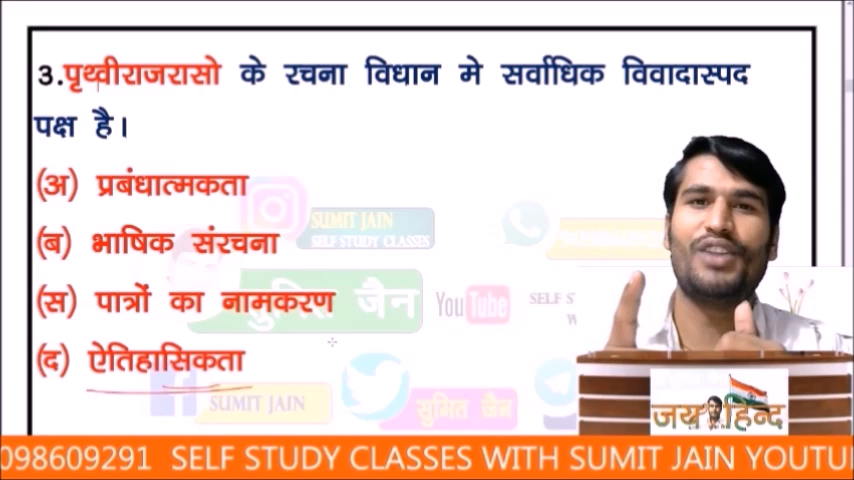 3.पृथ्वीराजरासो के रचना विधान मे सर्वाधिक विवादास्पद
पक्ष है।
(अ) प्रबंधात्मकता
(ब) भाषिक संरचना
(स) पात्रों का नामकरण
(द) ऐतिहासिकता
SUMIT JAIN
SELF STUDY CLASSES
सुमित जैन
YouTube
SELF
SUMIT JAIN
सुमित जैन
जय हिन्द
098609291 SELF STUDY CLASSES WITH SUMIT JAIN YOUTU